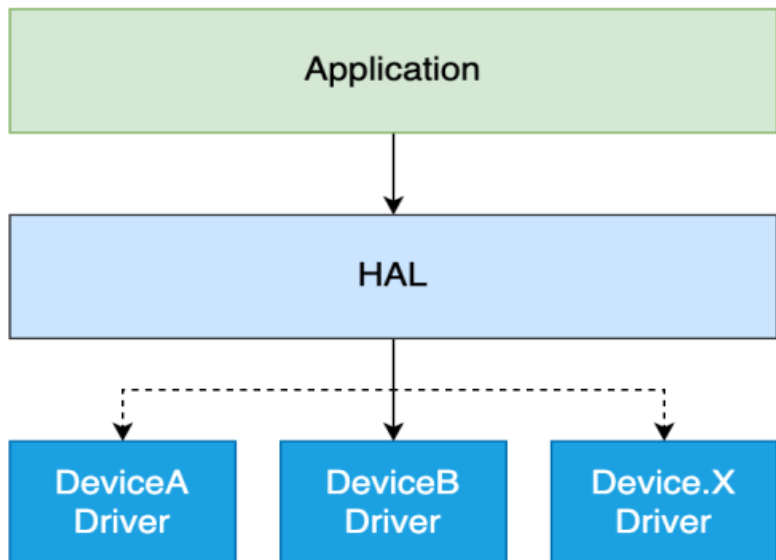 Application
HAL
DeviceA
Driver
DeviceB
Driver
Device.X
Driver